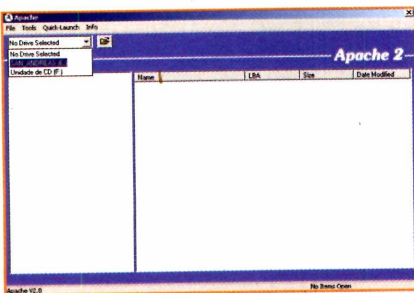 Apache
File Tools Quick-Launch Info
No Drive Selected
No Drive Selected
SAN_ANDREAS (E:)
Unidade de CD (F:)
Apache 2
Name LBA Size Date Modified
Apache V2.0
No Items Open